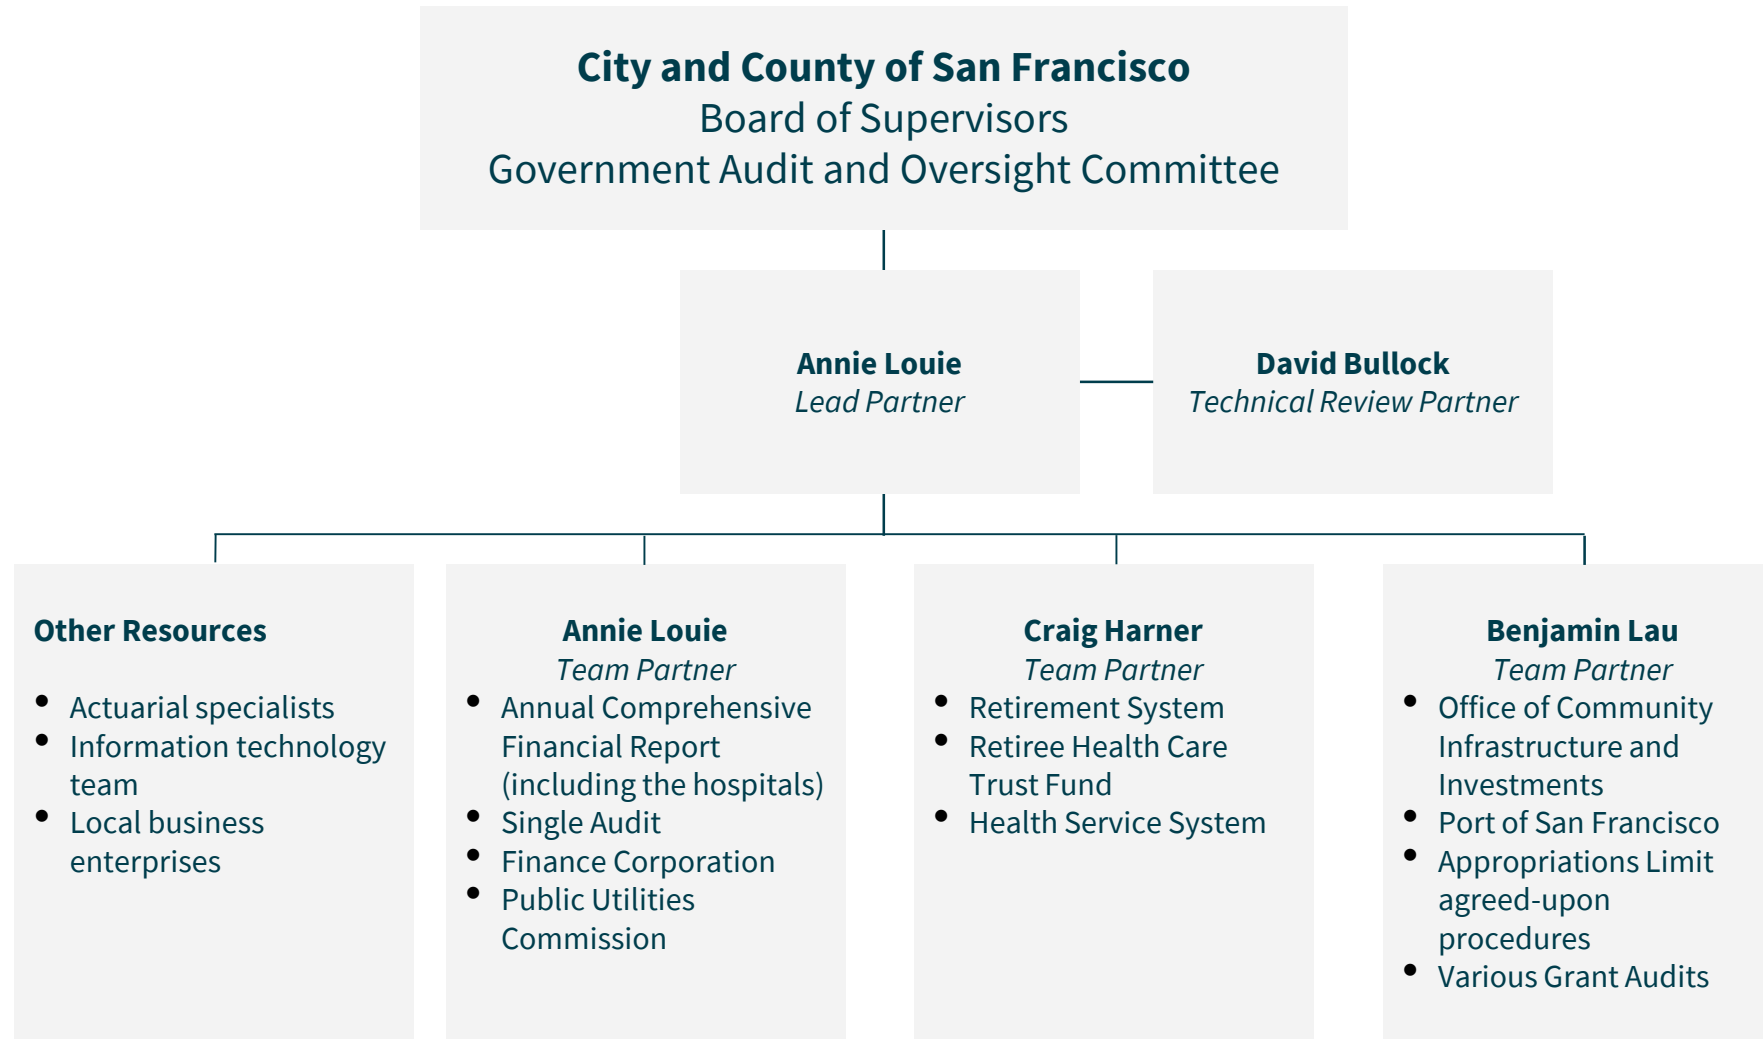 City and County of San Francisco
Board of Supervisors
Government Audit and Oversight Committee
Annie Louie
Lead Partner
David Bullock
Technical Review Partner
Other Resources
• Actuarial specialists
• Information technology
team
• Local business
enterprises
Annie Louie
Team Partner
• Annual Comprehensive
Financial Report
(including the hospitals)
• Single Audit
• Finance Corporation
• Public Utilities
Commission
Craig Harner
Team Partner
• Retirement System
• Retiree Health Care
Trust Fund
• Health Service System
Benjamin Lau
Team Partner
• Office of Community
Infrastructure and
Investments
• Port of San Francisco
• Appropriations Limit
agreed-upon
procedures
• Various Grant Audits